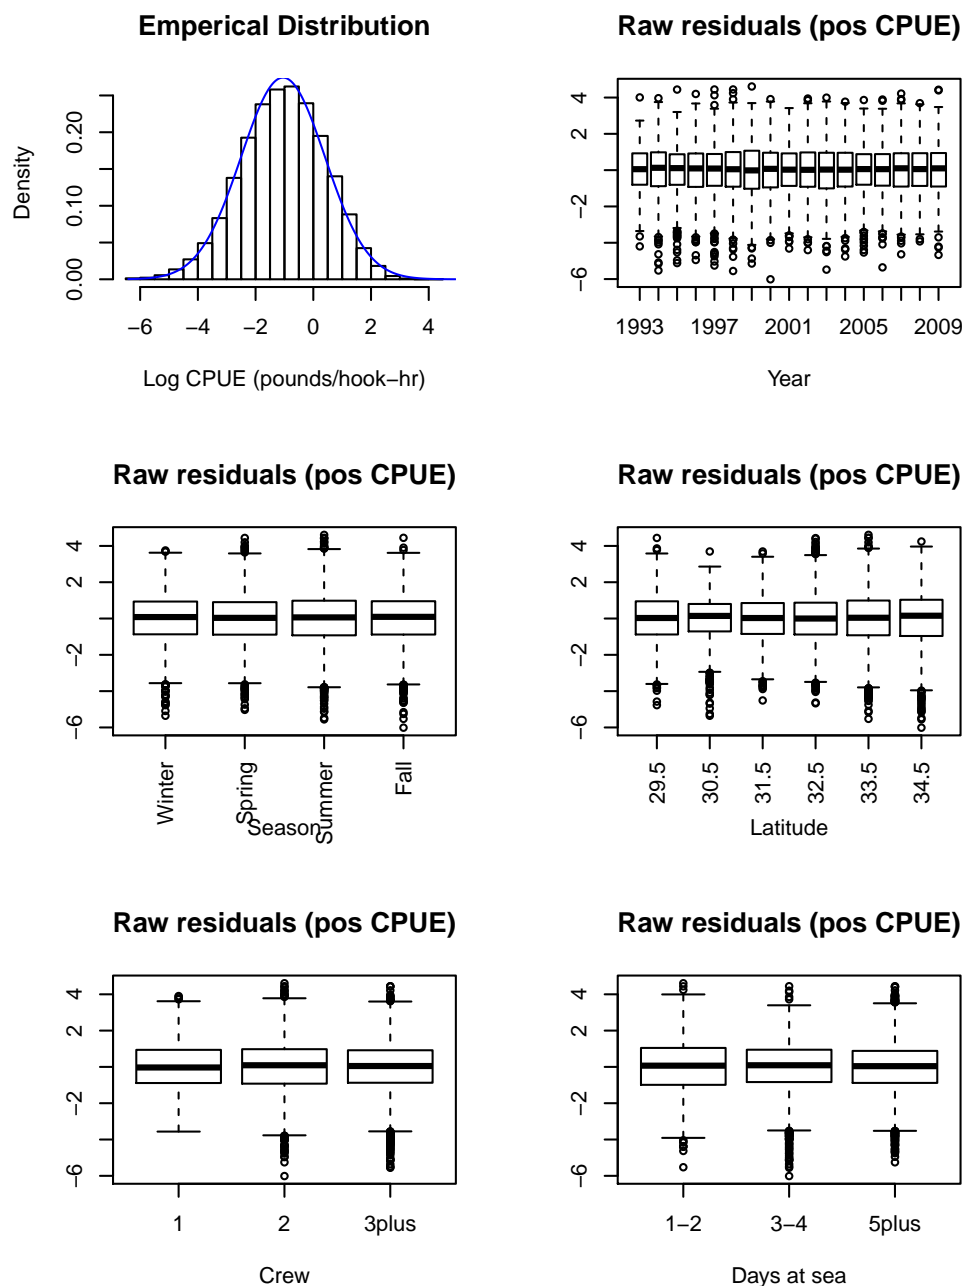 Emperical Distribution
Density
0.00 0.10 0.20
−6 −4 −2 0 2 4
Log CPUE (pounds/hook−hr)
Raw residuals (pos CPUE)
4
2
−2
−6
1993 1997 2001 2005 2009
Year
Raw residuals (pos CPUE)
4
2
−2
−6
Winter Spring Summer Fall
Season
Raw residuals (pos CPUE)
4
2
−2
−6
29.5 30.5 31.5 32.5 33.5 34.5
Latitude
Raw residuals (pos CPUE)
4
2
−2
−6
1 2 3plus
Crew
Raw residuals (pos CPUE)
4
2
−2
−6
1−2 3−4 5plus
Days at sea